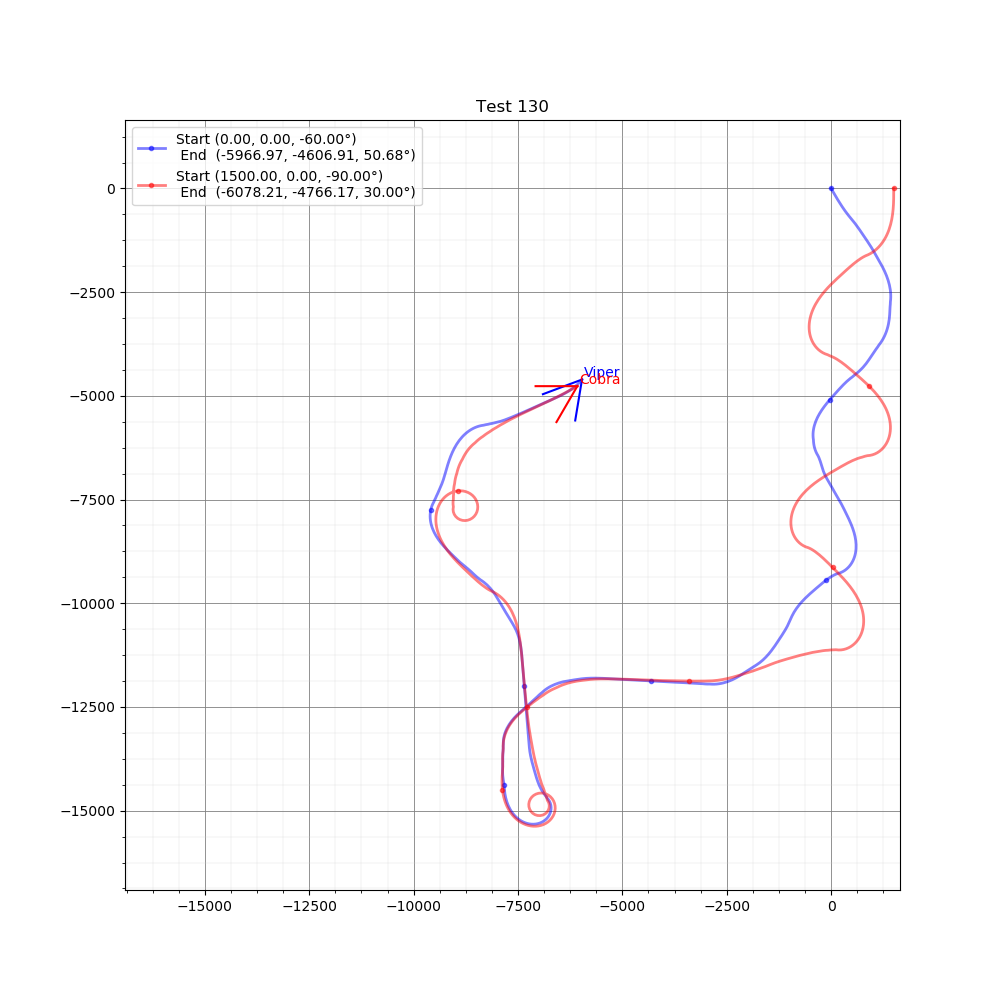 Test 130
Start (0.00, 0.00, -60.00°)
End  (-5966.97, -4606.91, 50.68°)
Start (1500.00, 0.00, -90.00°)
End  (-6078.21, -4766.17, 30.00°)
0
−2500
−5000
−7500
−10000
−12500
−15000
Viper
Cobra
−15000
−12500
−10000
−7500
−5000
−2500
0